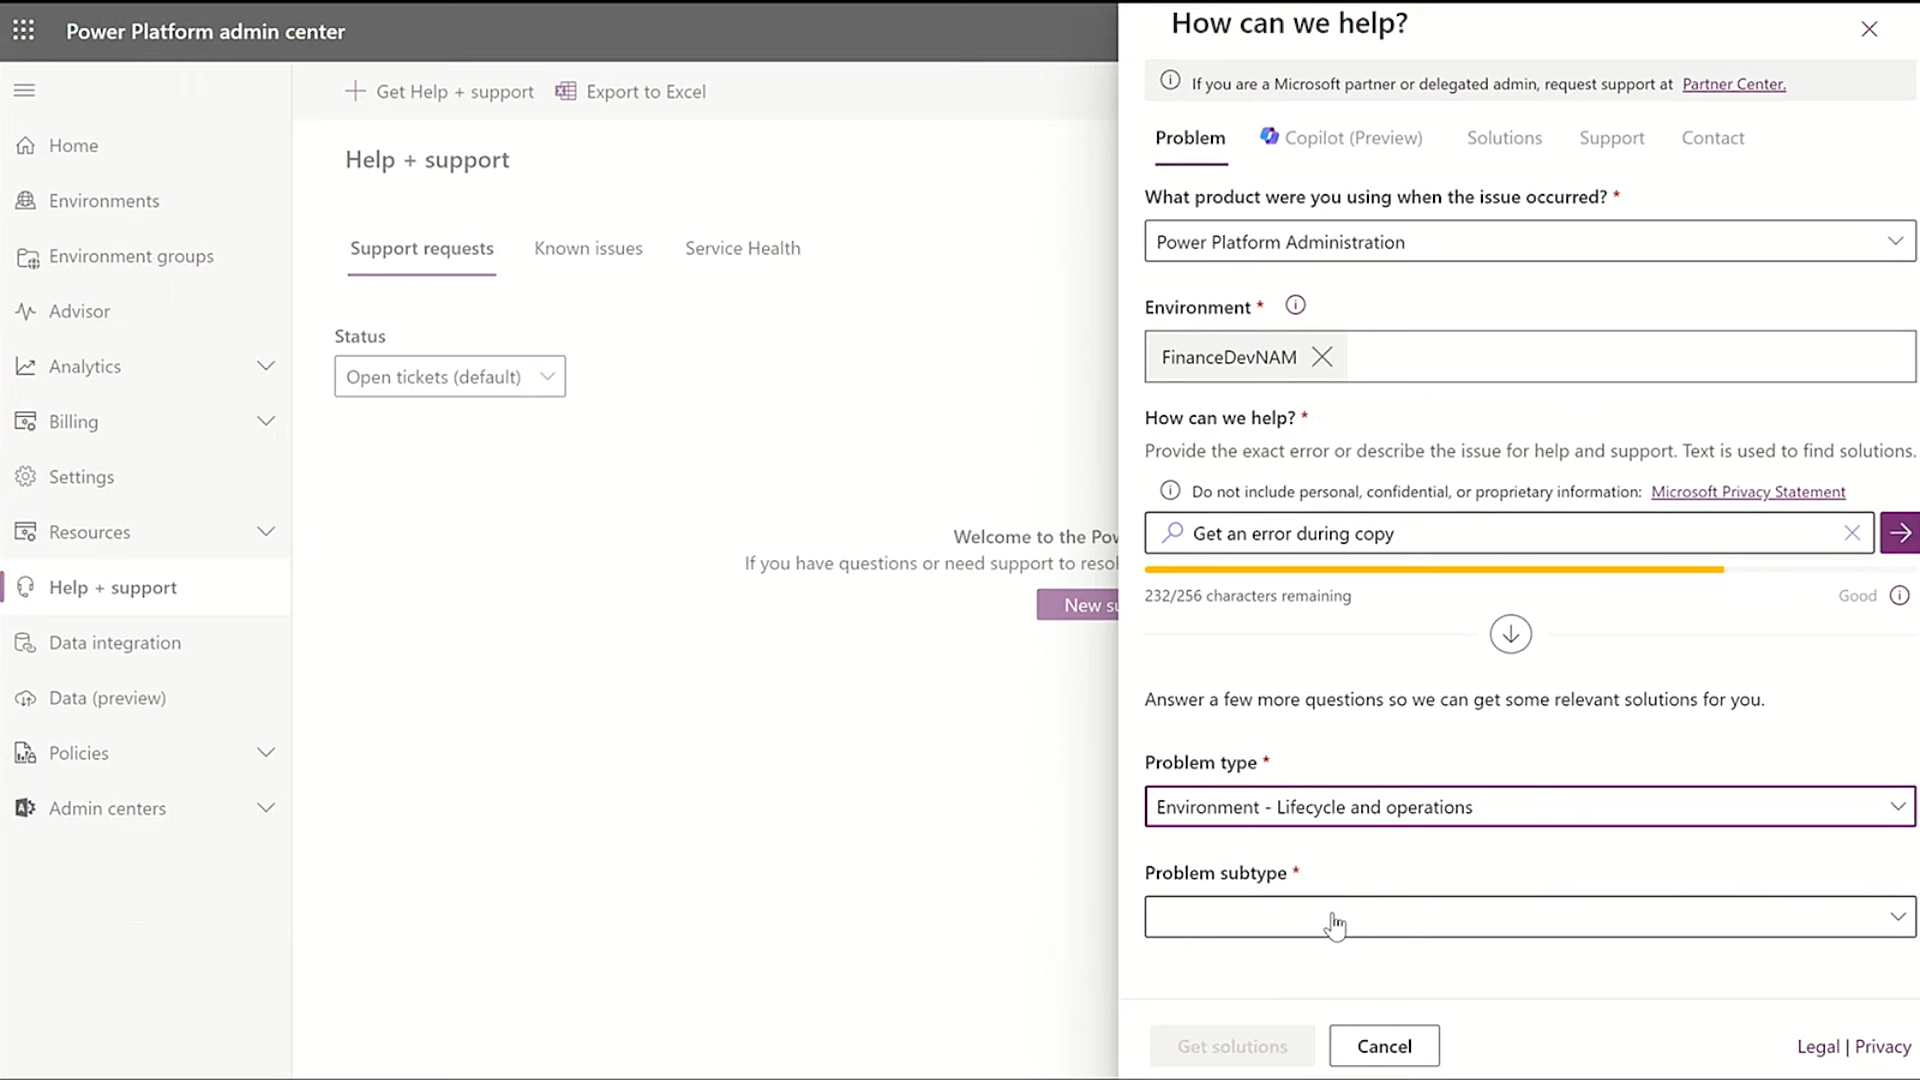 Power Platform admin center
Home
Environments
Environment groups
Advisor
Analytics
Billing
Settings
Resources
Help + support
Data integration
Data (preview)
Policies
Admin centers
Get Help + support
Export to Excel
Help + support
Support requests
Known issues
Service Health
Status
Open tickets (default)
Welcome to the Pow
If you have questions or need support to resol
New su
How can we help?
If you are a Microsoft partner or delegated admin, request support at Partner Center.
Problem
Copilot (Preview)
Solutions
Support
Contact
What product were you using when the issue occurred? *
Power Platform Administration
Environment *
FinanceDevNAM
How can we help? *
Provide the exact error or describe the issue for help and support. Text is used to find solutions.
Do not include personal, confidential, or proprietary information: Microsoft Privacy Statement
Get an error during copy
232/256 characters remaining
Good
Answer a few more questions so we can get some relevant solutions for you.
Problem type *
Environment - Lifecycle and operations
Problem subtype *
Get solutions
Cancel
Legal | Privacy